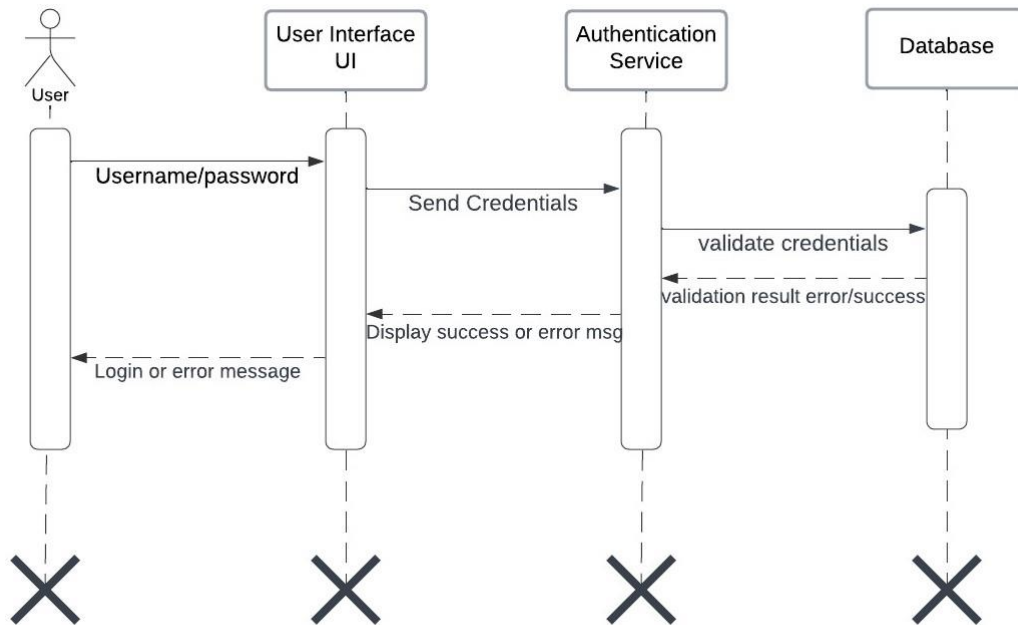 User Interface
UI
Authentication
Service
Database
User
Username/password
Send Credentials
validate credentials
validation result error/success
Display success or error msg
Login or error message